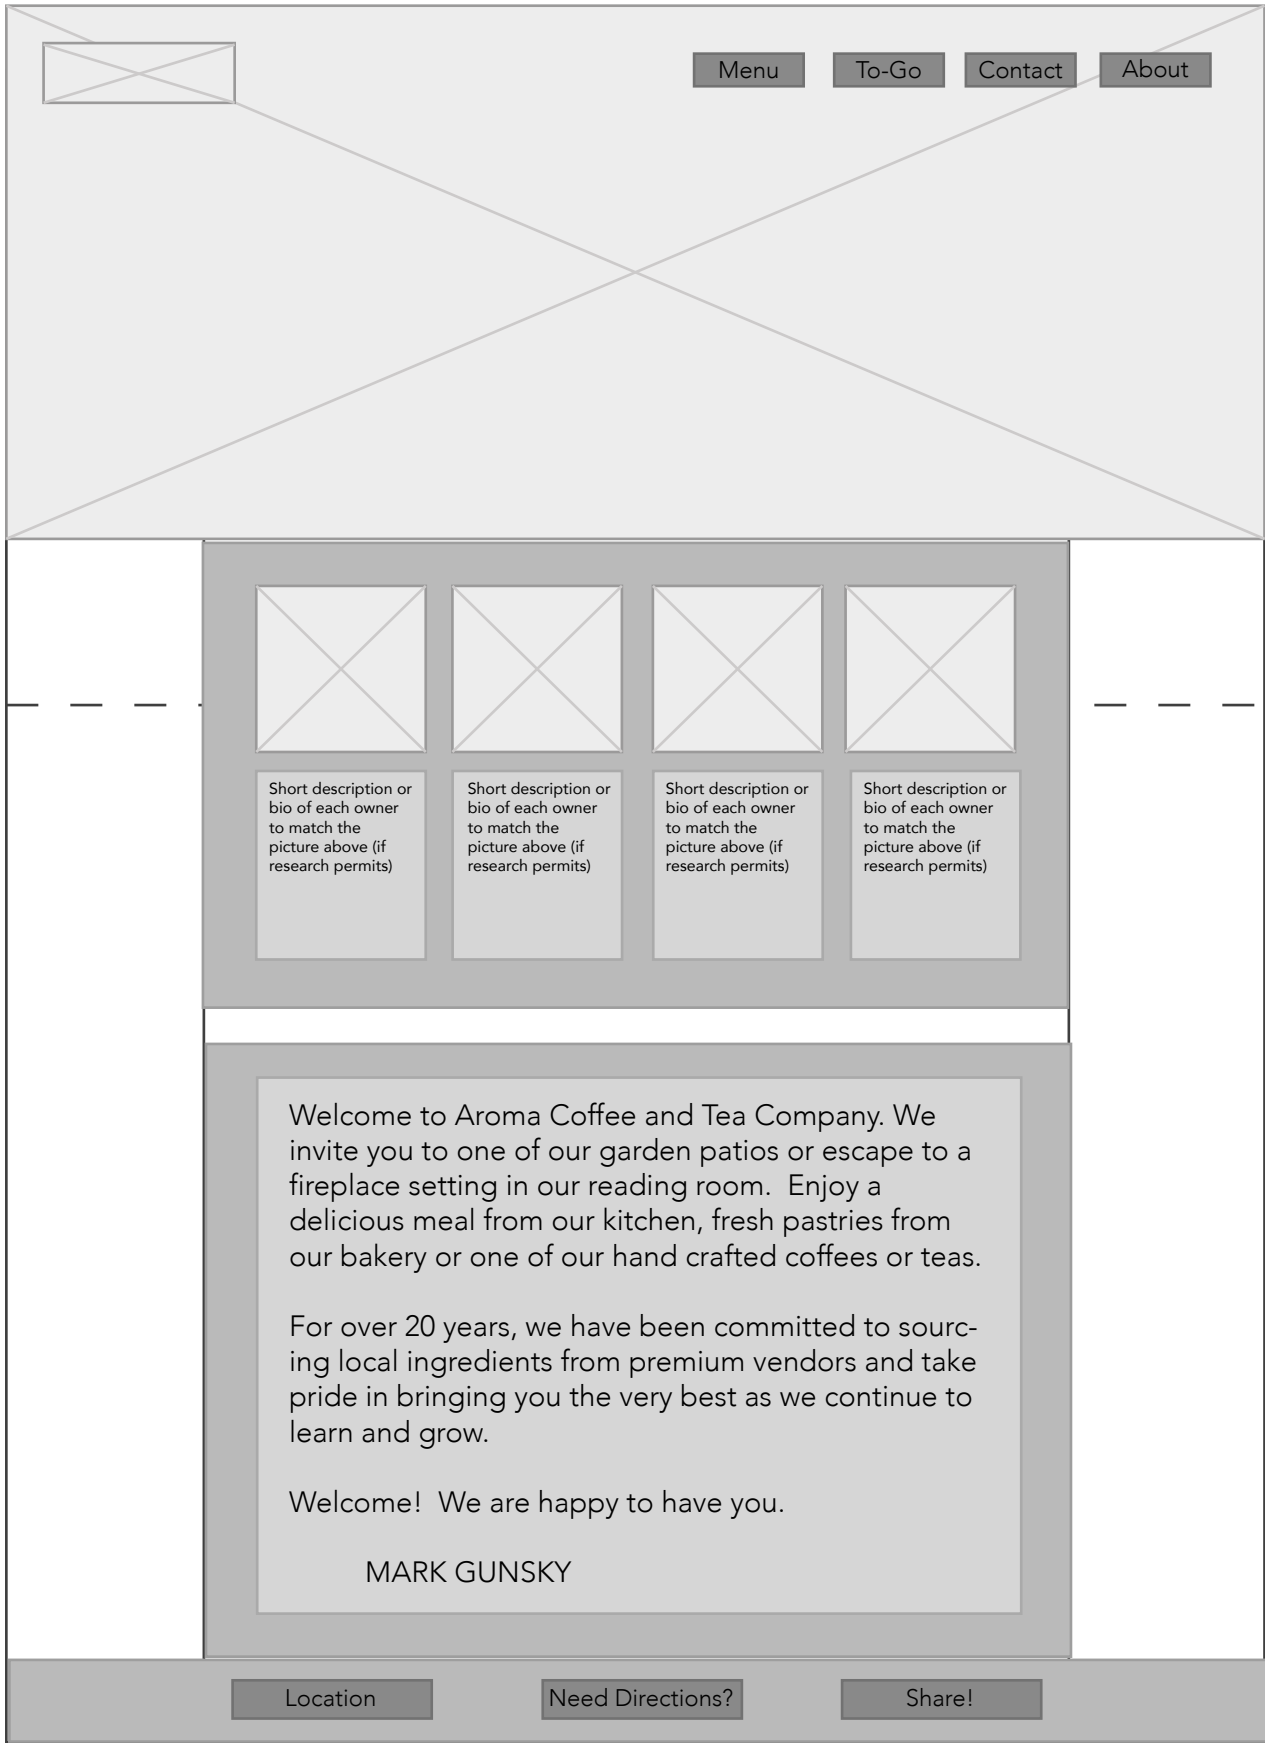 Menu To-Go Contact About
Short description or
bio of each owner
to match the
picture above (if
research permits)
Short description or
bio of each owner
to match the
picture above (if
research permits)
Short description or
bio of each owner
to match the
picture above (if
research permits)
Short description or
bio of each owner
to match the
picture above (if
research permits)
Welcome to Aroma Coffee and Tea Company. We
invite you to one of our garden patios or escape to a
fireplace setting in our reading room.  Enjoy a
delicious meal from our kitchen, fresh pastries from
our bakery or one of our hand crafted coffees or teas.
For over 20 years, we have been committed to sourc-
ing local ingredients from premium vendors and take
pride in bringing you the very best as we continue to
learn and grow.
Welcome!  We are happy to have you.
MARK GUNSKY
Location Need Directions? Share!